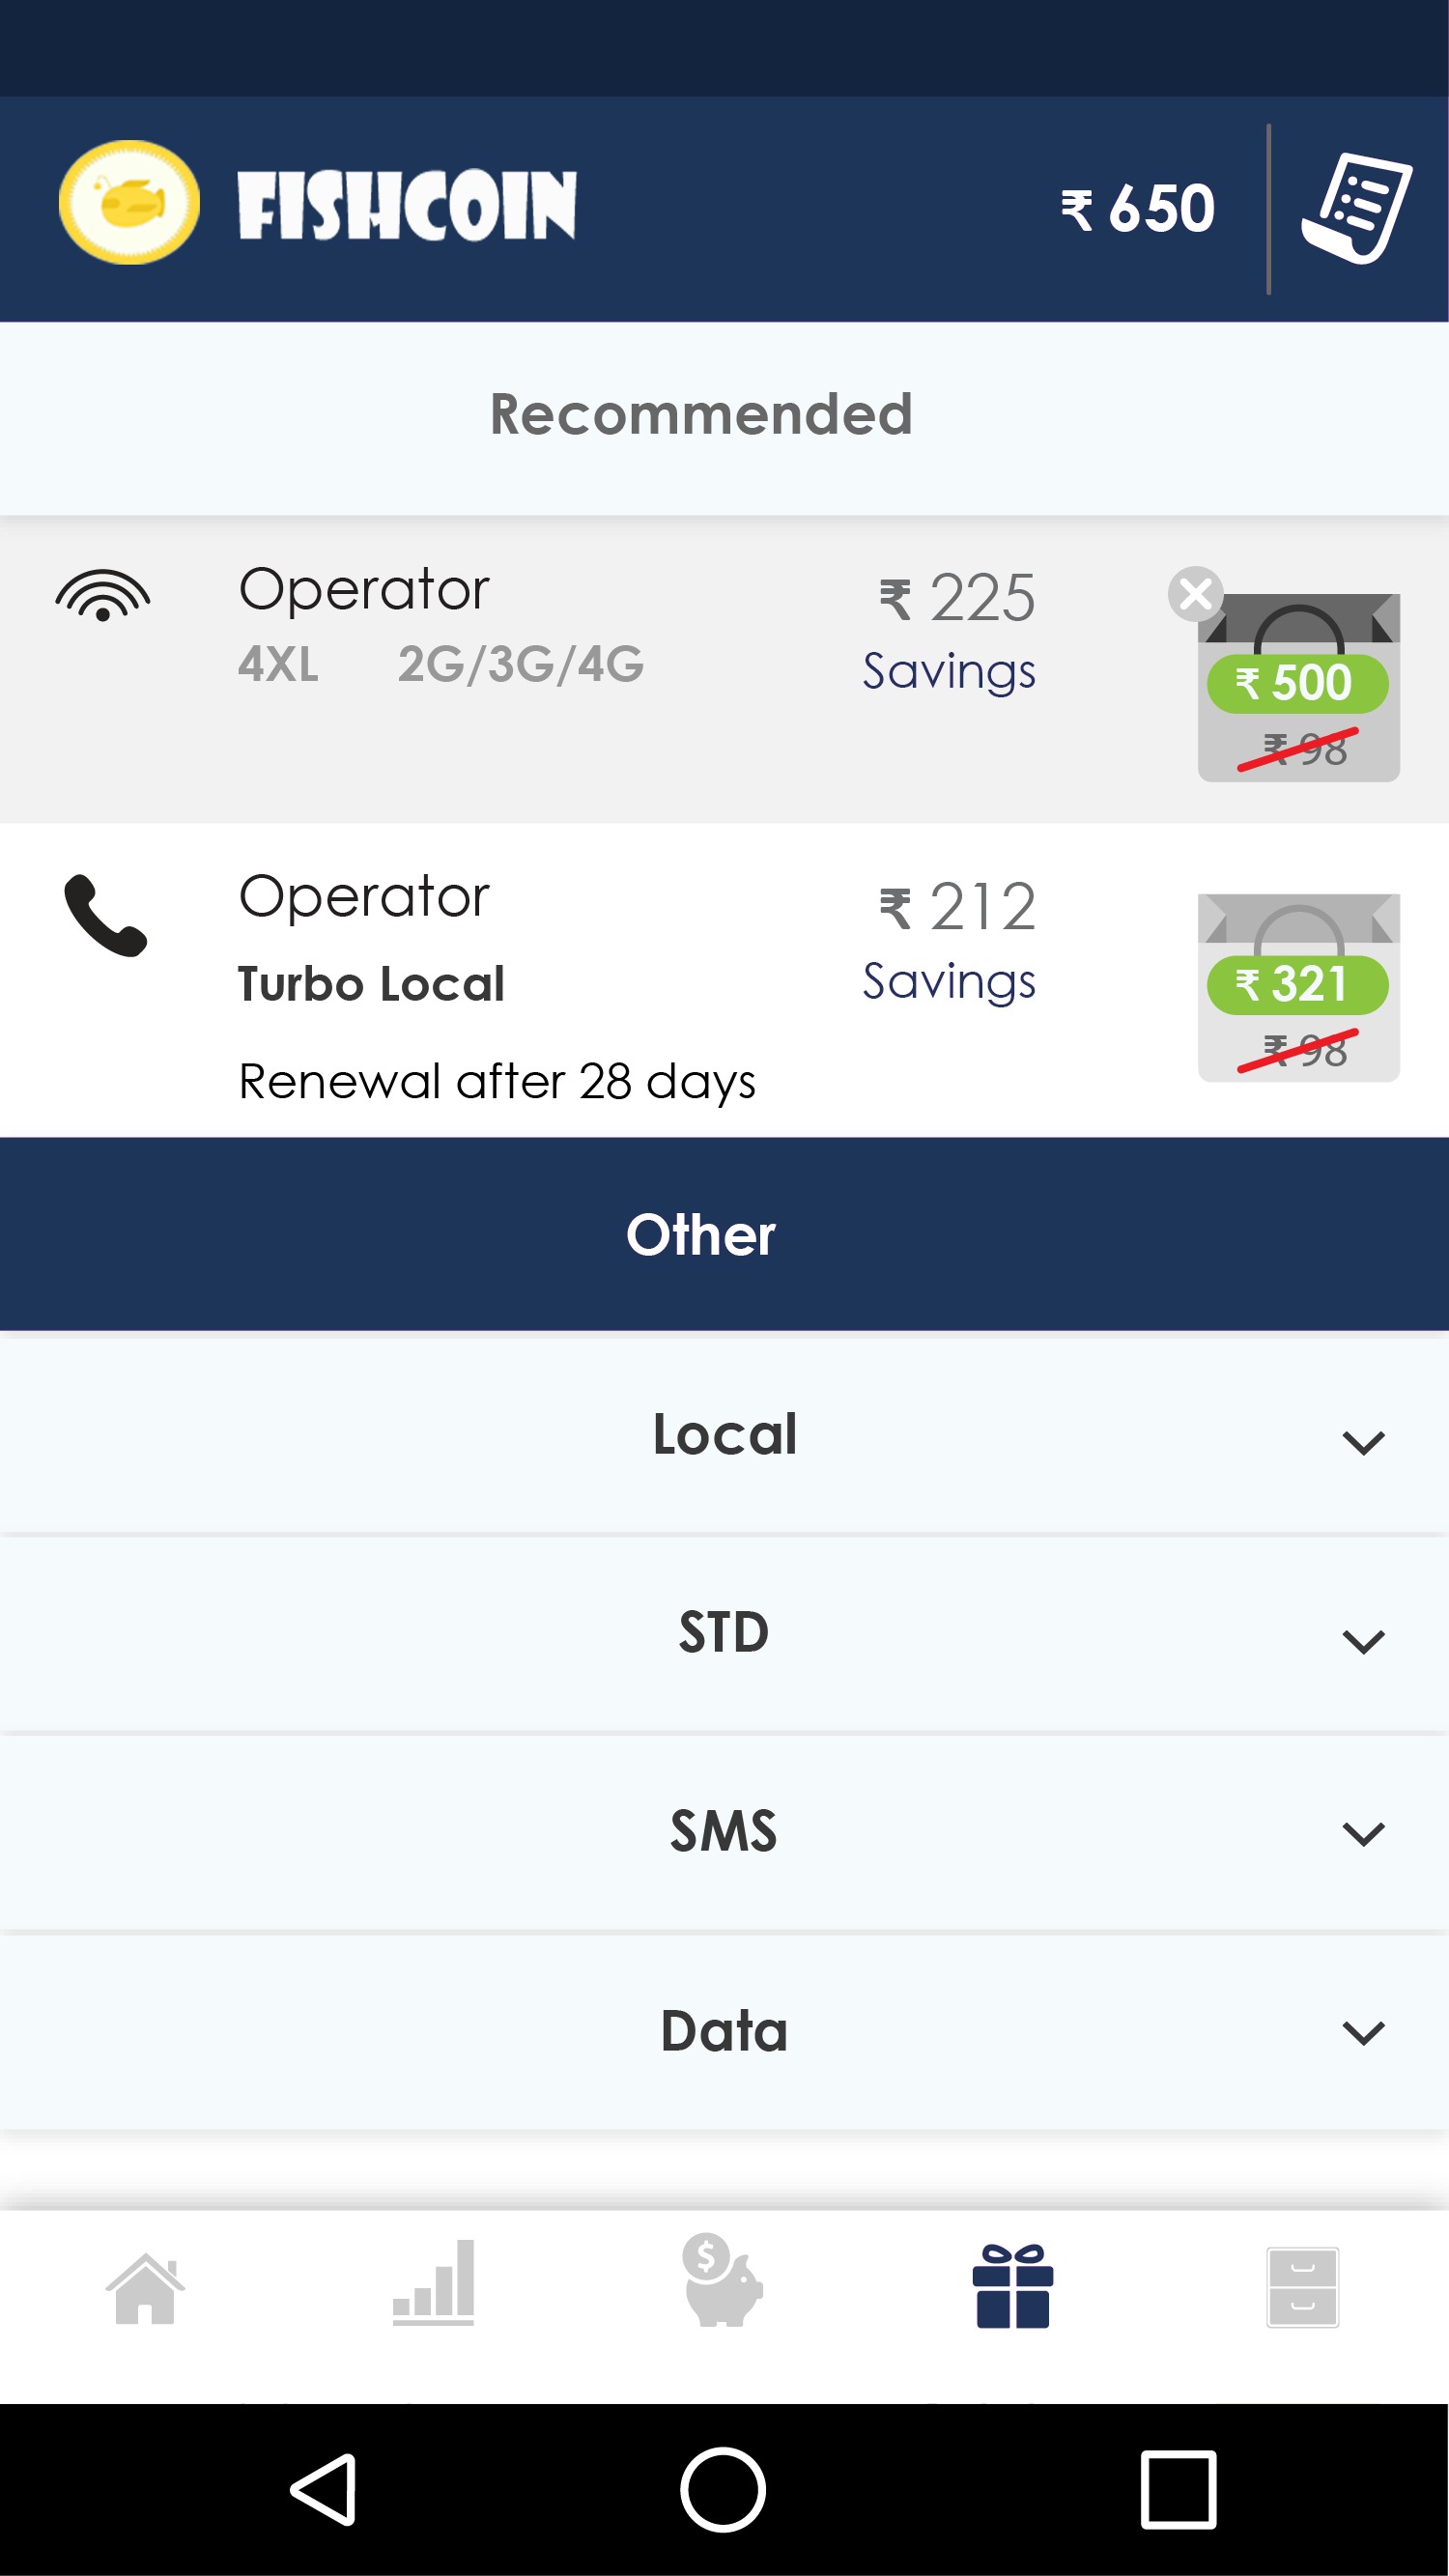 FISHCOIN
₹ 650
Recommended
Operator
4XL 2G/3G/4G
₹ 225
Savings
₹ 500
₹ 98
Operator
Turbo Local
Renewal after 28 days
₹ 212
Savings
₹ 321
₹ 98
Other
Local
STD
SMS
Data
$